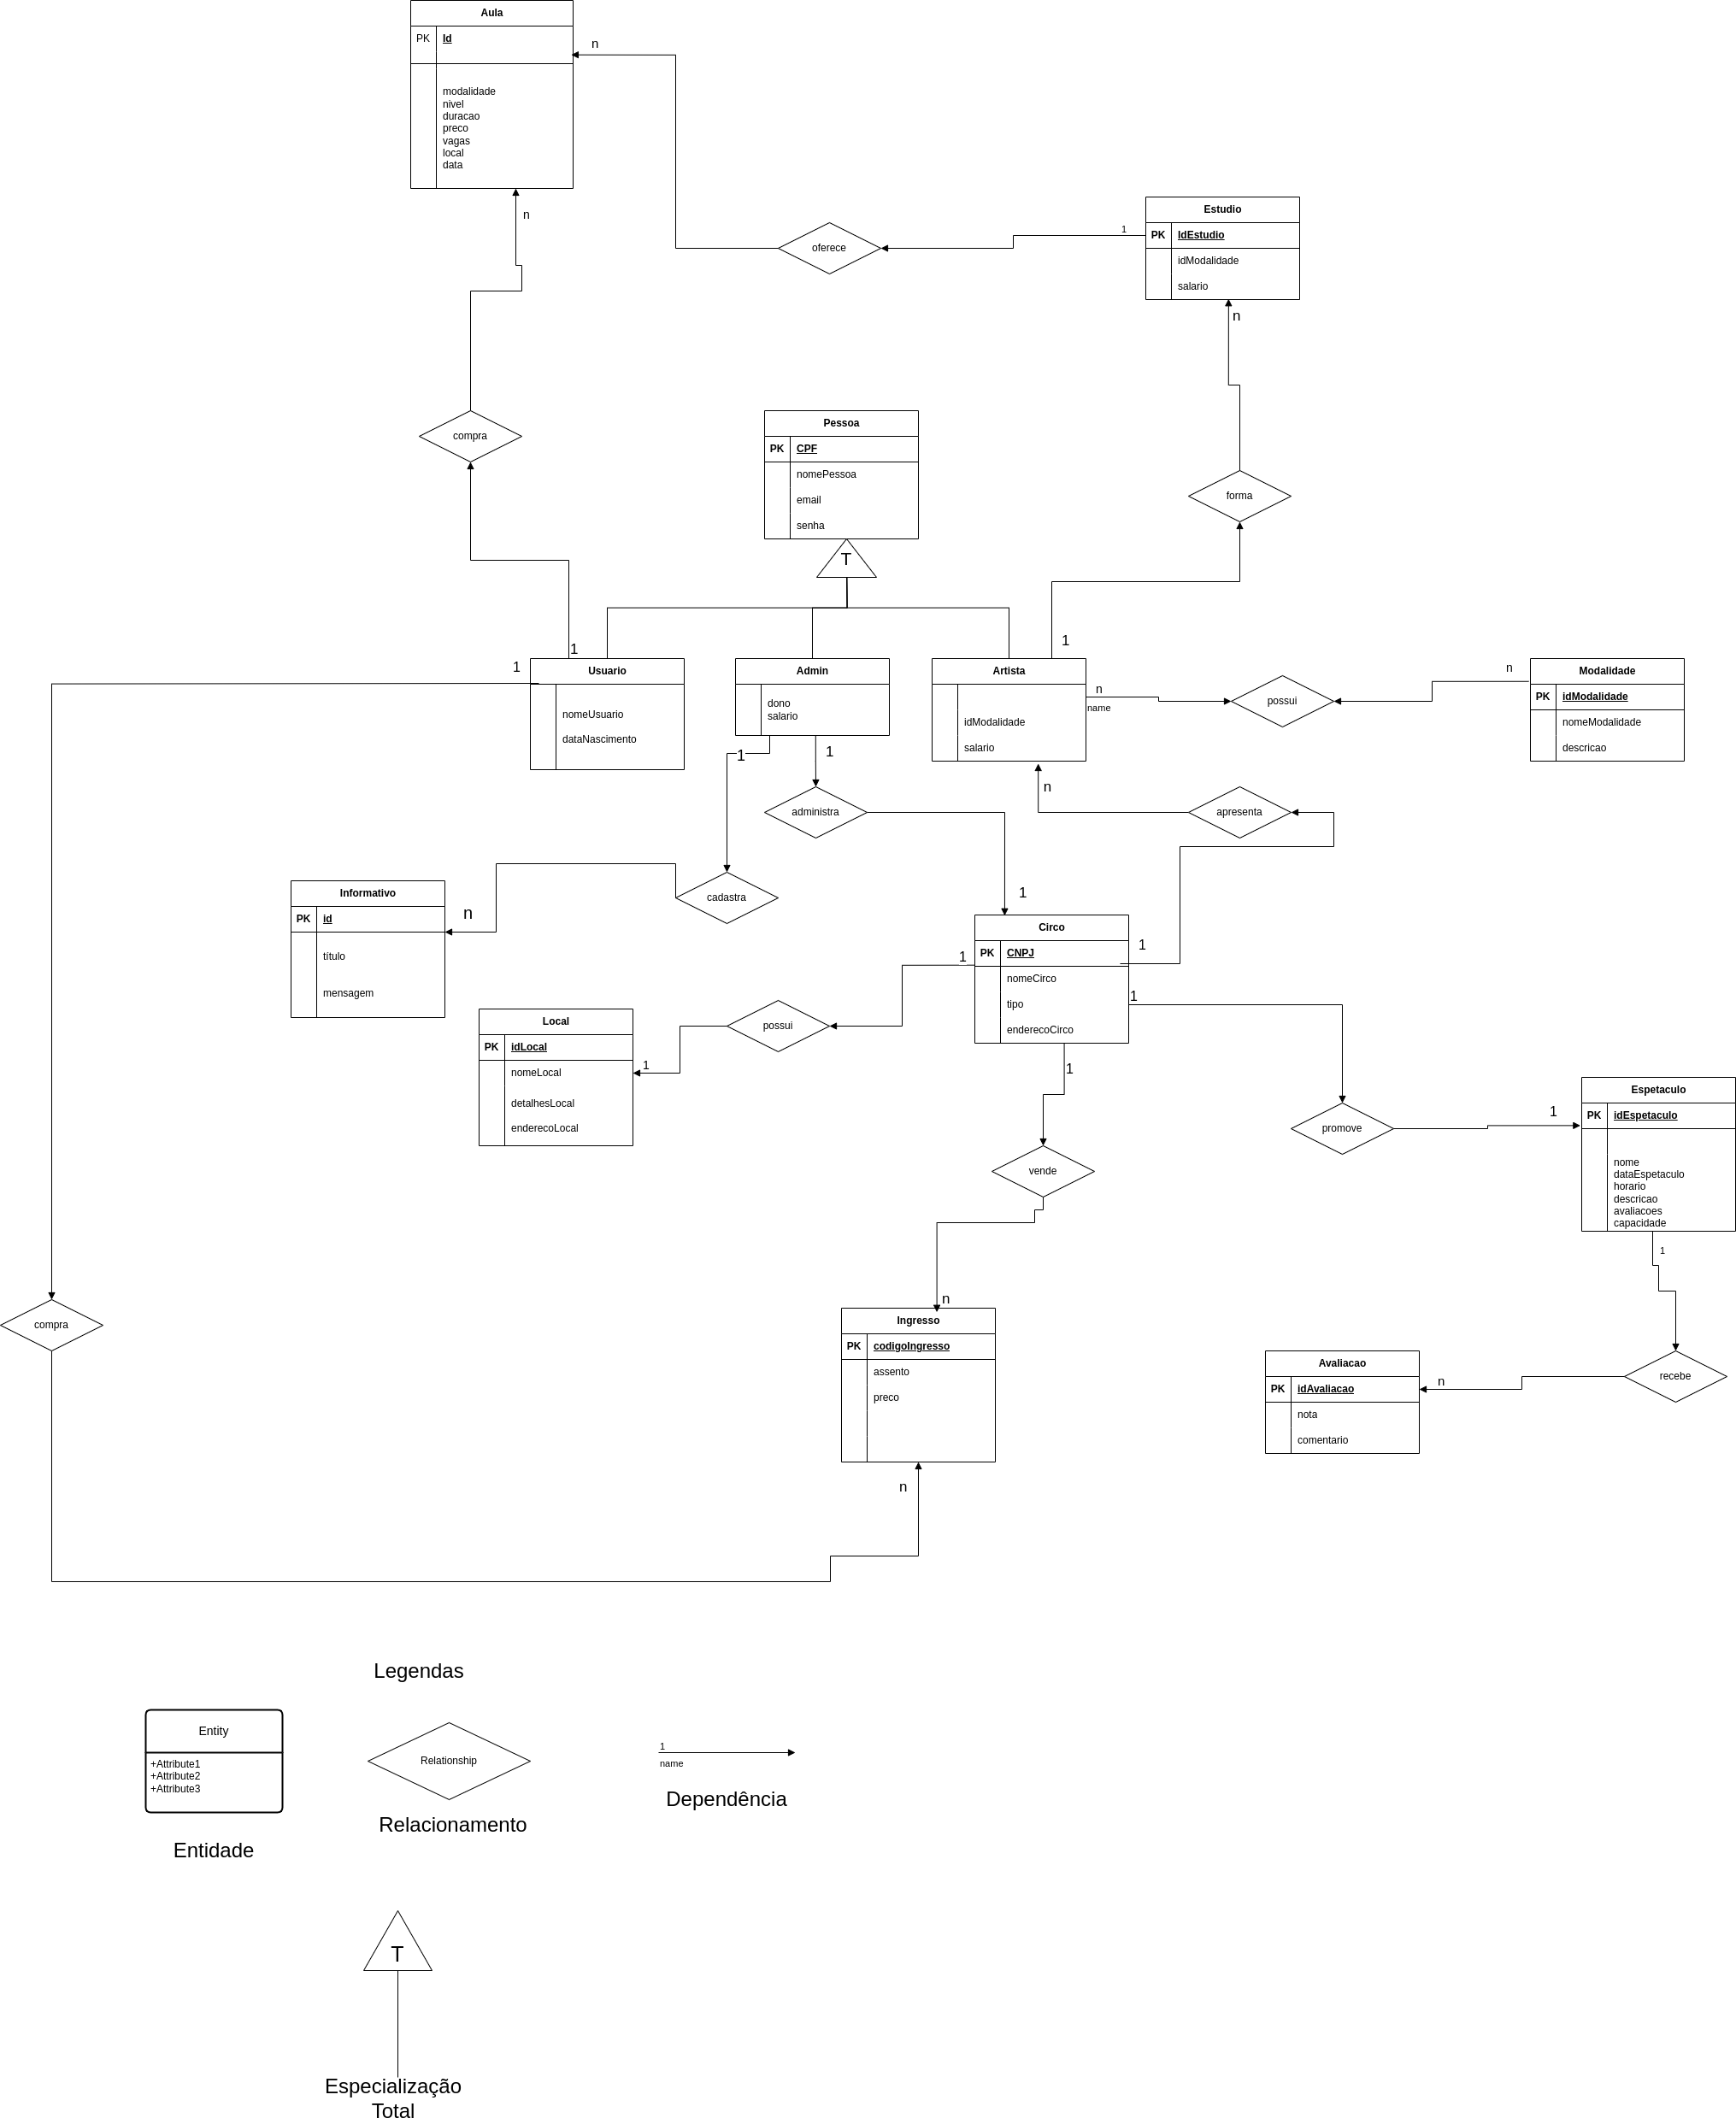 Aula
PK Id
modalidade
nivel
duracao
preco
vagas
local
data
n
n
oferece
1
Estudio
PK IdEstudio
idModalidade
salario
n
compra
Pessoa
PK CPF
nomePessoa
email
senha
T
forma
1
1
1
Usuario
nomeUsuario
dataNascimento
Admin
dono
salario
Artista
idModalidade
salario
n
name
possui
n
Modalidade
PK idModalidade
nomeModalidade
descricao
1
1
administra
n
apresenta
cadastra
1
Informativo
PK id
título
mensagem
n
Circo
PK CNPJ
nomeCirco
tipo
enderecoCirco
1
1
1
1
possui
Local
PK idLocal
nomeLocal
detalhesLocal
enderecoLocal
1
vende
promove
1
Espetaculo
PK idEspetaculo
nome
dataEspetaculo
horario
descricao
avaliacoes
capacidade
1
compra
n
Ingresso
PK codigoIngresso
assento
preco
n
Avaliacao
PK idAvaliacao
nota
comentario
n
recebe
Legendas
Entity
+Attribute1
+Attribute2
+Attribute3
Entidade
Relationship
Relacionamento
1
name
Dependência
T
Especialização
Total